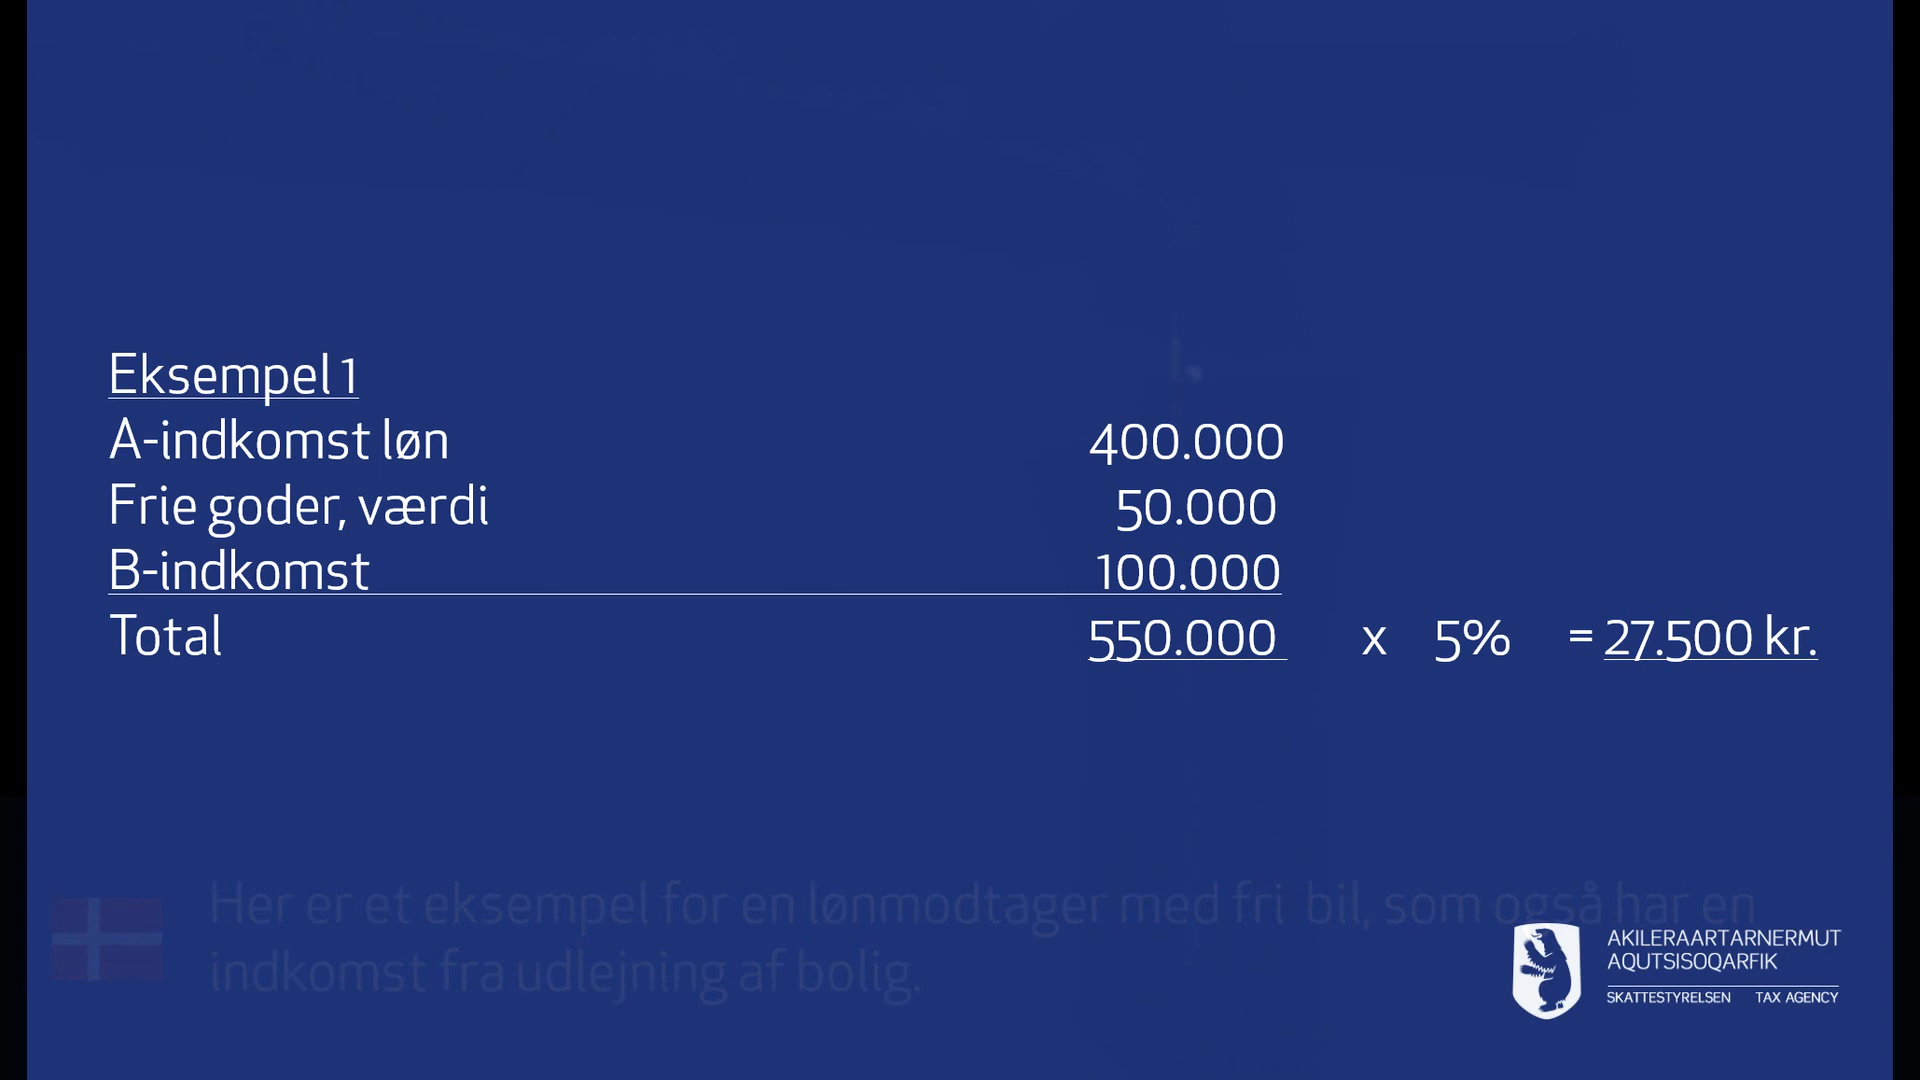 Eksempel 1
A-indkomst løn 400.000
Frie goder, værdi 50.000
B-indkomst 100.000
Total 550.000 x 5% = 27.500 kr.
Her er et eksempel for en lønmodtager med fri bil, som også har en
indkomst fra udlejning af bolig.
AKILERAARTARNERMUT
AQUTSISOQARFIK
SKATTESTYRELSEN TAX AGENCY